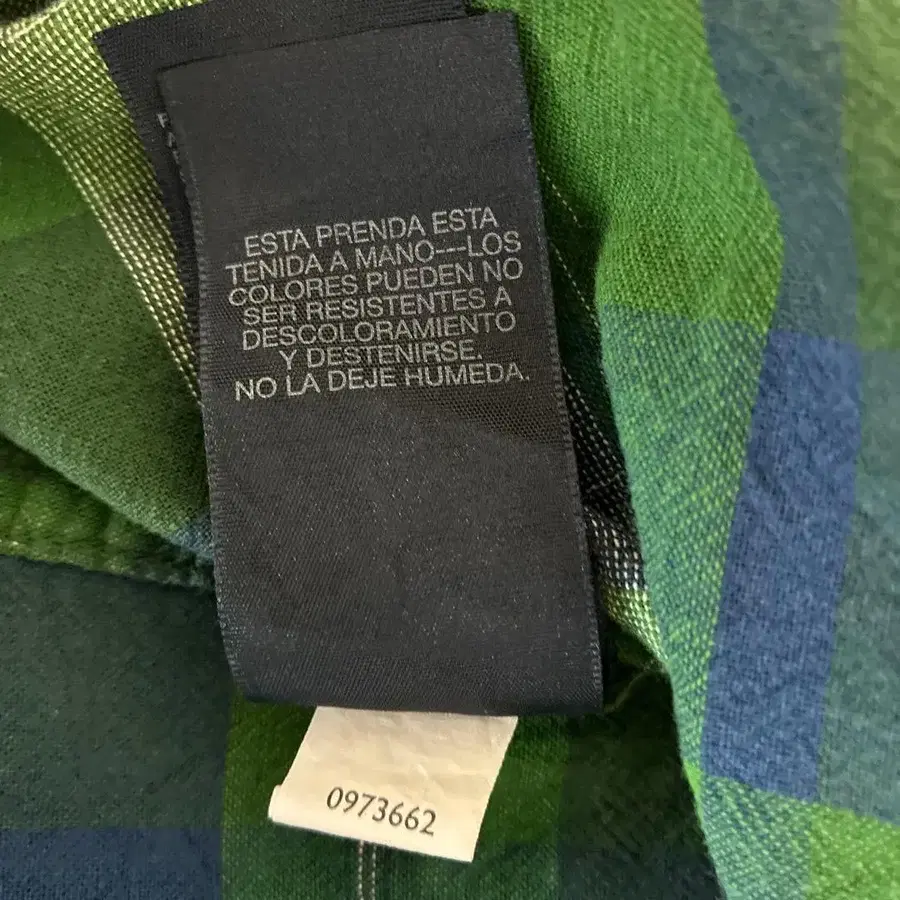 ESTA PRENDA ESTA
TENIDA A MANO—LOS
COLORES PUEDEN NO
SER RESISTENTES A
DESCOLORAMIENTO
Y DESTENIRSE.
NO LA DEJE HUMEDA.
0973662